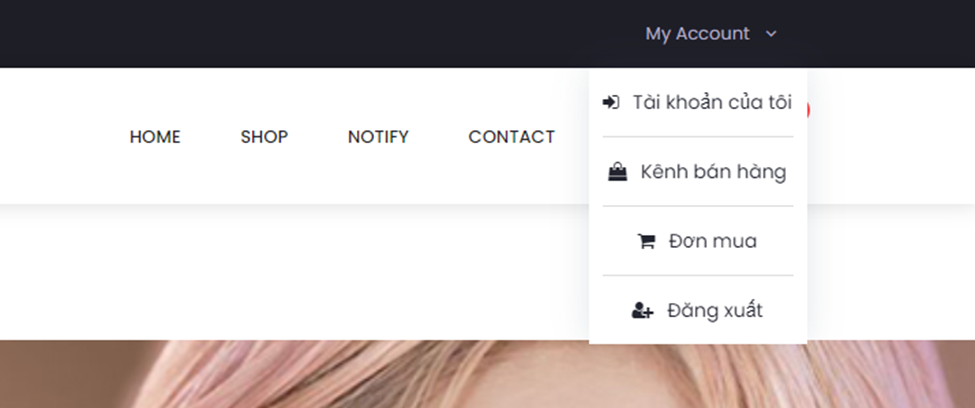 My Account
HOME SHOP NOTIFY CONTACT
Tài khoản của tôi
Kênh bán hàng
Đơn mua
Đăng xuất